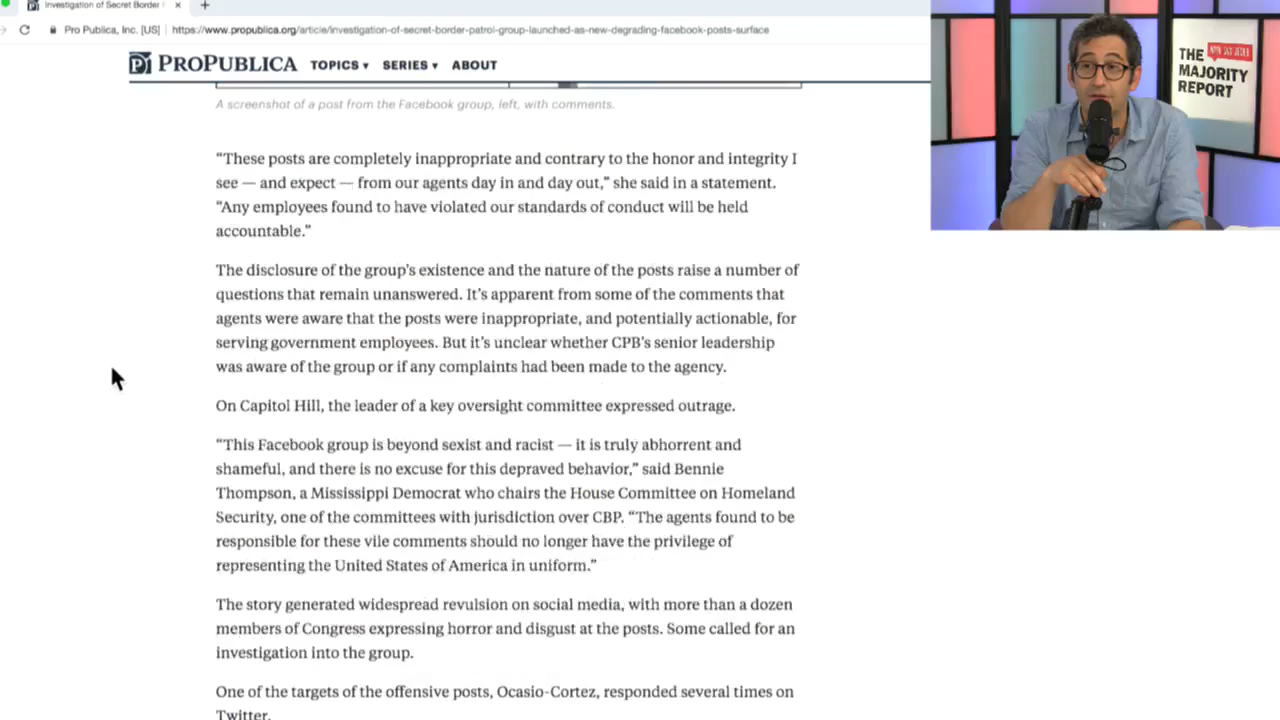 Investigation of Secret Border
Pro Publica, Inc. [US]
https://www.propublica.org/article/investigation-of-secret-border-patrol-group-launched-as-new-degrading-facebook-posts-surface
PROPUBLICA
TOPICS
SERIES
ABOUT
THE
MAJORITY
REPORT
A screenshot of a post from the Facebook group, left, with comments.
“These posts are completely inappropriate and contrary to the honor and integrity I
see — and expect — from our agents day in and day out,” she said in a statement.
“Any employees found to have violated our standards of conduct will be held
accountable.”
The disclosure of the group’s existence and the nature of the posts raise a number of
questions that remain unanswered. It’s apparent from some of the comments that
agents were aware that the posts were inappropriate, and potentially actionable, for
serving government employees. But it’s unclear whether CPB’s senior leadership
was aware of the group or if any complaints had been made to the agency.
On Capitol Hill, the leader of a key oversight committee expressed outrage.
“This Facebook group is beyond sexist and racist — it is truly abhorrent and
shameful, and there is no excuse for this depraved behavior,” said Bennie
Thompson, a Mississippi Democrat who chairs the House Committee on Homeland
Security, one of the committees with jurisdiction over CBP. “The agents found to be
responsible for these vile comments should no longer have the privilege of
representing the United States of America in uniform.”
The story generated widespread revulsion on social media, with more than a dozen
members of Congress expressing horror and disgust at the posts. Some called for an
investigation into the group.
One of the targets of the offensive posts, Ocasio-Cortez, responded several times on
Twitter.